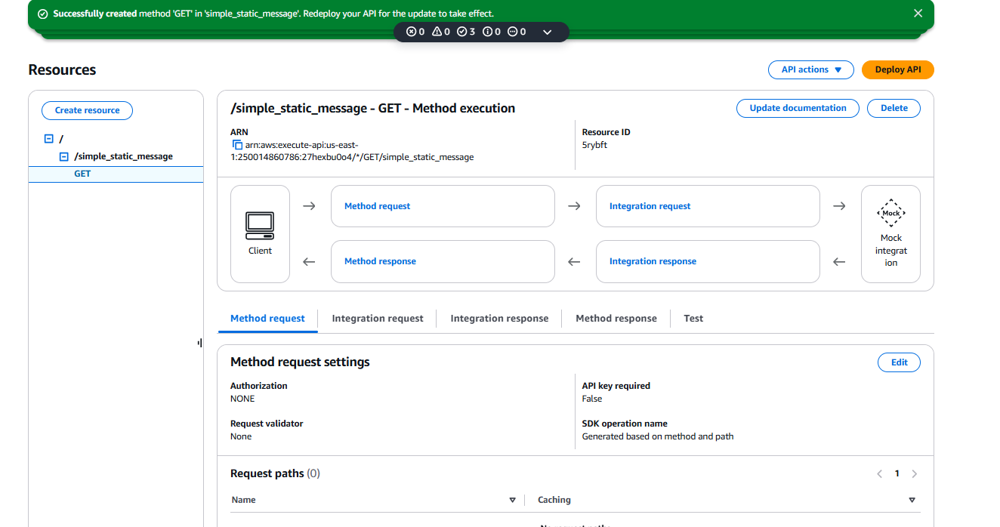 Successfully created method 'GET' in 'simple_static_message'. Redeploy your API for the update to take effect.
0 0 3 0 0
Resources
API actions
Deploy API
Create resource
/
/simple_static_message
GET
/simple_static_message - GET - Method execution
Update documentation
Delete
ARN
arn:aws:execute-api:us-east-
1:250014860786:27hexbu0o4/*/GET/simple_static_message
Resource ID
5rybft
Client
Method request
Integration request
Mock
Mock
integrat
ion
Method response
Integration response
Method request
Integration request
Integration response
Method response
Test
Method request settings
Edit
Authorization
NONE
API key required
False
Request validator
None
SDK operation name
Generated based on method and path
Request paths (0)
1
Name
Caching